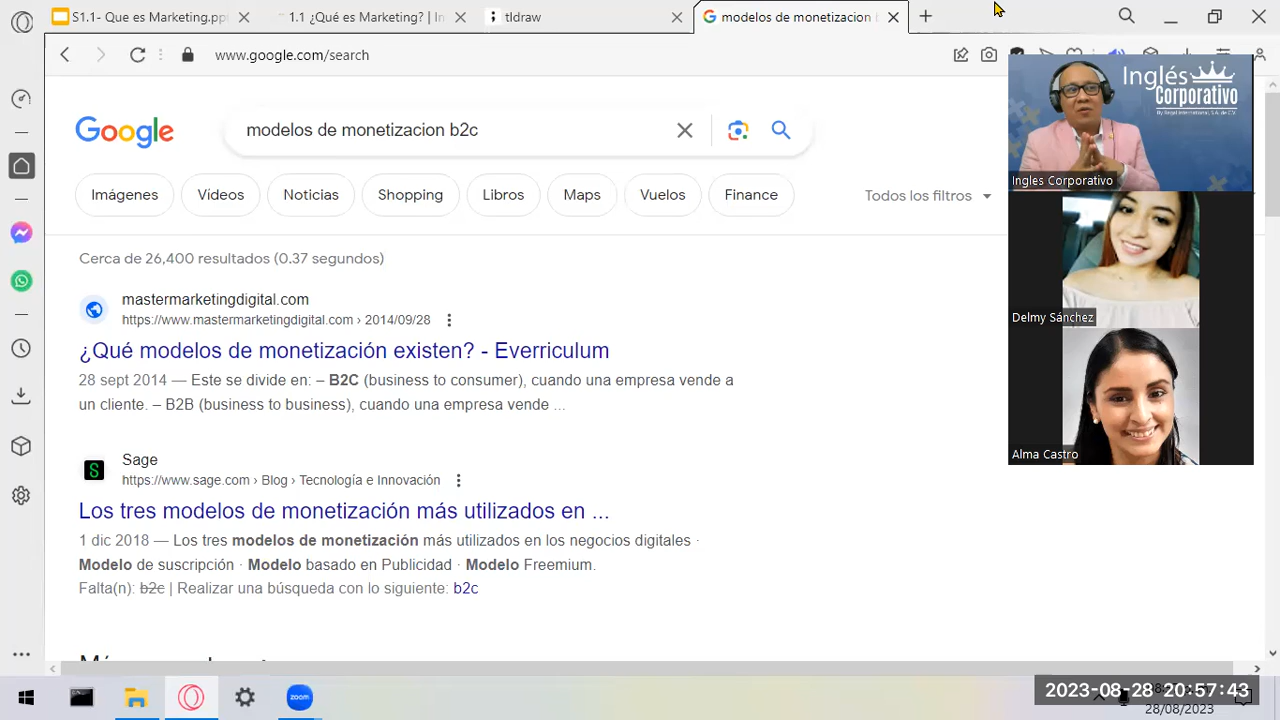 S1.1- Que es Marketing.pp
1.1 ¿Qué es Marketing? | In
tldraw
modelos de monetizacion
www.google.com/search
Google
modelos de monetizacion b2c
Imágenes
Videos
Noticias
Shopping
Libros
Maps
Vuelos
Finance
Todos los filtros
Cerca de 26,400 resultados (0.37 segundos)
mastermarketingdigital.com
https://www.mastermarketingdigital.com › 2014/09/28
¿Qué modelos de monetización existen? - Everriculum
28 sept 2014 — Este se divide en: – B2C (business to consumer), cuando una empresa vende a
un cliente. – B2B (business to business), cuando una empresa vende ...
S
Sage
https://www.sage.com › Blog › Tecnología e Innovación
Los tres modelos de monetización más utilizados en ...
1 dic 2018 — Los tres modelos de monetización más utilizados en los negocios digitales ·
Modelo de suscripción · Modelo basado en Publicidad · Modelo Freemium.
Falta(n): b2c | Realizar una búsqueda con lo siguiente: b2c
Inglés
Corporativo
Ingles Corporativo
Delmy Sánchez
Alma Castro
zoom
2023-08-28 20:57:43
28/08/2023